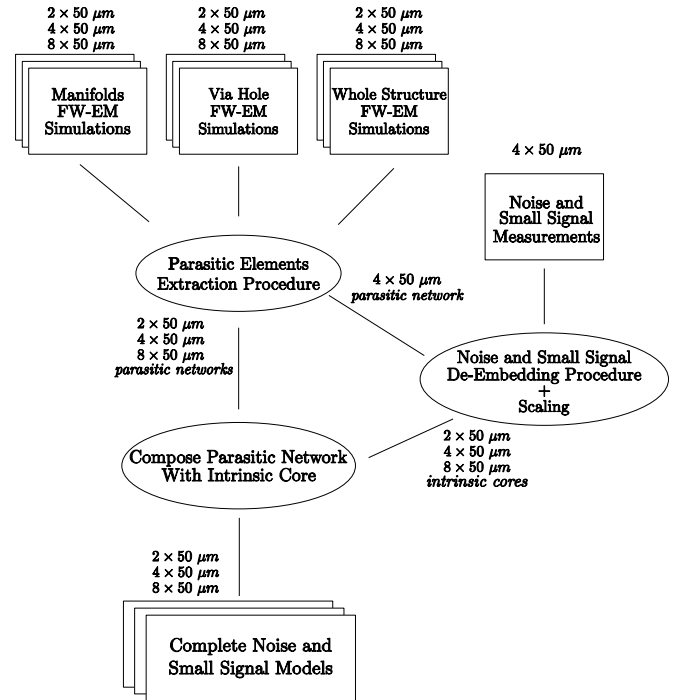 2 × 50 μm
4 × 50 μm
8 × 50 μm
Manifolds
FW-EM
Simulations
2 × 50 μm
4 × 50 μm
8 × 50 μm
Via Hole
FW-EM
Simulations
2 × 50 μm
4 × 50 μm
8 × 50 μm
Whole Structure
FW-EM
Simulations
4 × 50 μm
Noise and
Small Signal
Measurements
Parasitic Elements
Extraction Procedure
4 × 50 μm
parasitic network
2 × 50 μm
4 × 50 μm
8 × 50 μm
parasitic networks
Noise and Small Signal
De-Embedding Procedure
+
Scaling
2 × 50 μm
4 × 50 μm
8 × 50 μm
intrinsic cores
Compose Parasitic Network
With Intrinsic Core
2 × 50 μm
4 × 50 μm
8 × 50 μm
Complete Noise and
Small Signal Models